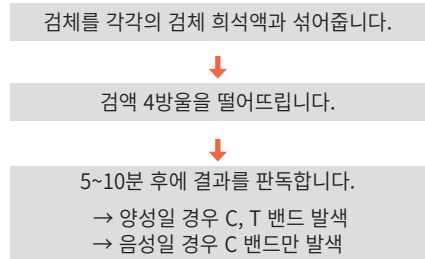 검체를 각각의 검체 희석액과 섞어줍니다.
검액 4방울을 떨어뜨립니다.
5~10분 후에 결과를 판독합니다.
→ 양성일 경우 C, T 밴드 발색
→ 음성일 경우 C 밴드만 발색